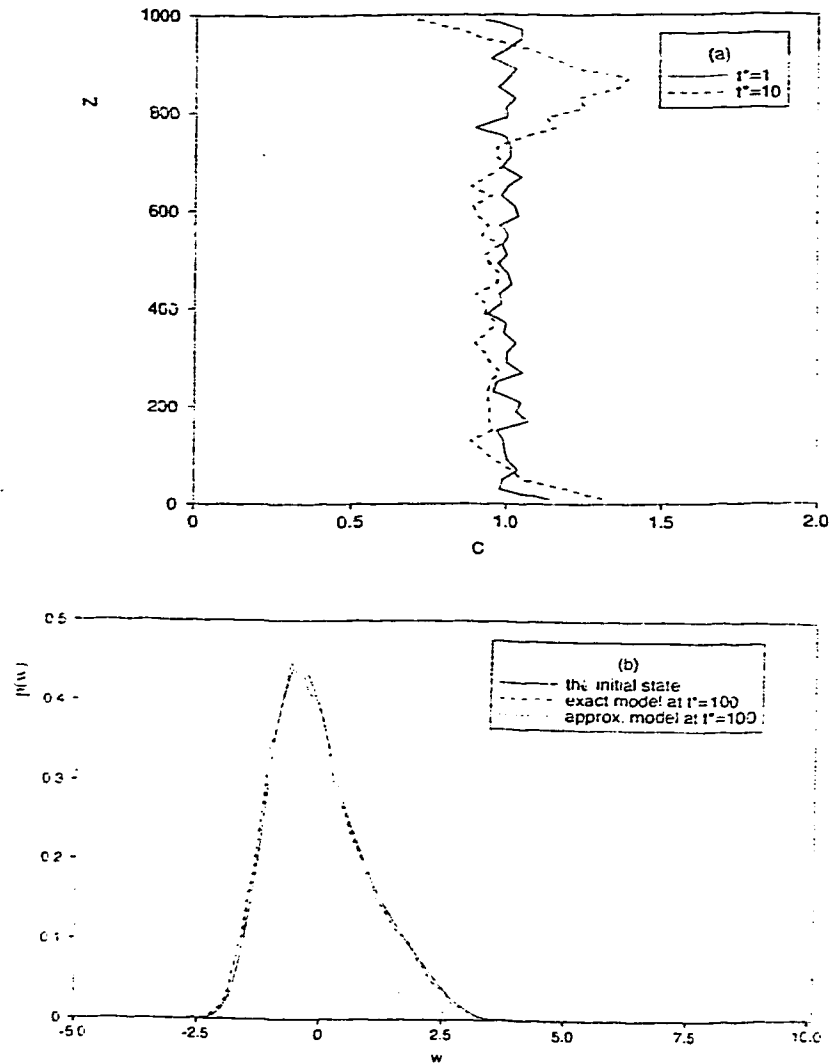 1000
800
600
400
200
0
Z
(a)
t*=1
t*=10
0
0.5
1.0
1.5
2.0
C
0.5
0.4
0.3
0.2
0.1
0
p(w)
(b)
the initial state
exact model at t*=100
approx. model at t*=100
-5.0
-2.5
0
2.5
5.0
7.5
10.0
w